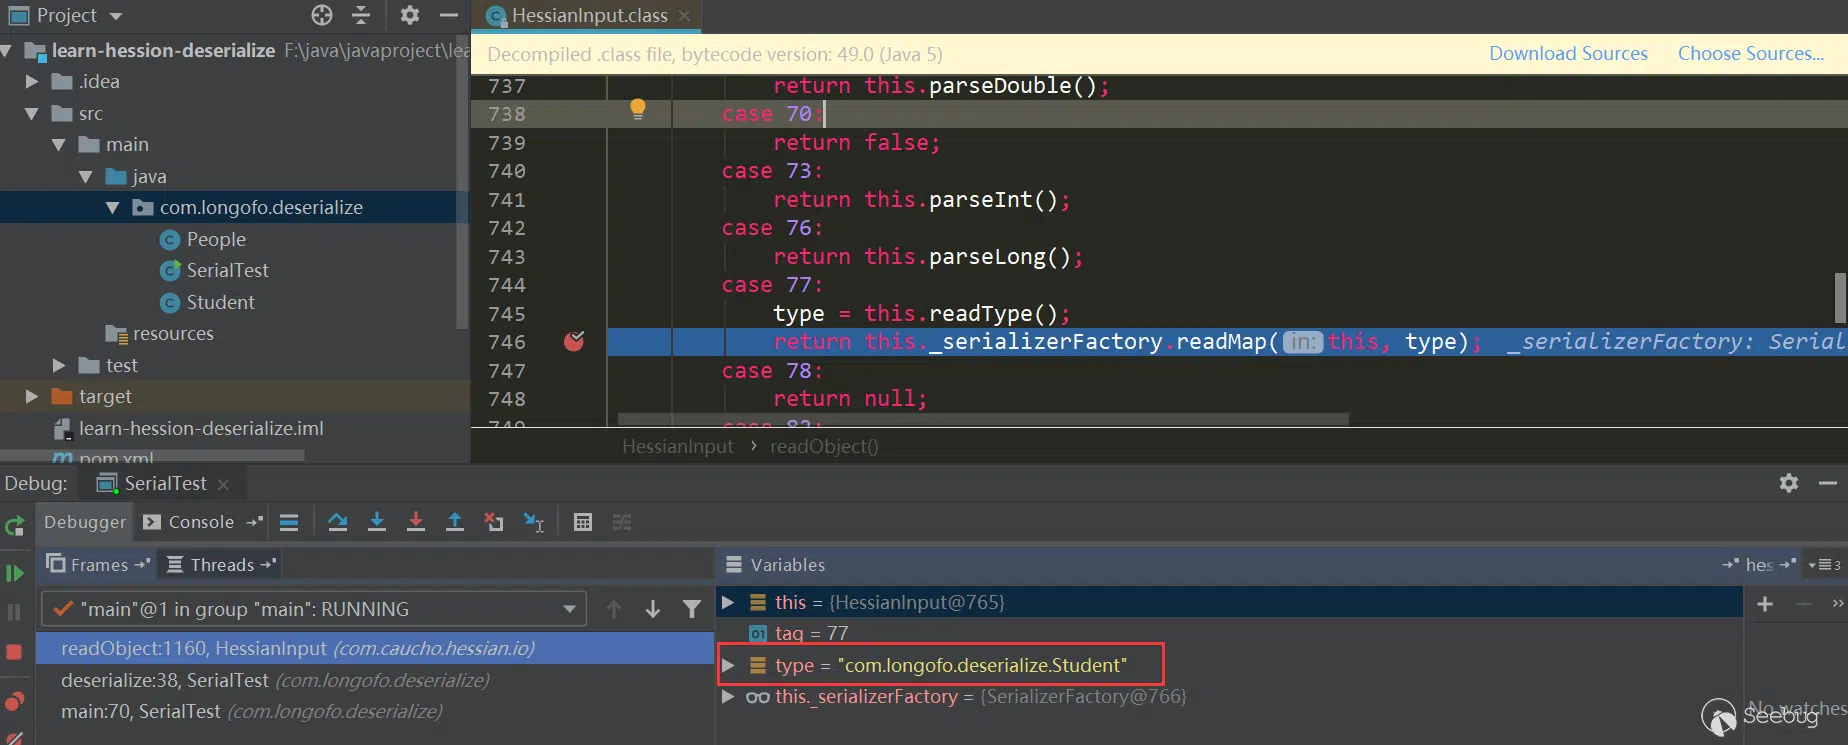 Project
HessianInput.class
learn-hession-deserialize F:\java\javaproject\lea
Decompiled .class file, bytecode version: 49.0 (Java 5)
Download Sources
Choose Sources...
.idea
src
main
java
com.longofo.deserialize
People
SerialTest
Student
resources
test
target
learn-hession-deserialize.iml
pom.xml
737 return this.parseDouble();
738 case 70:
739 return false;
740 case 73:
741 return this.parseInt();
742 case 76:
743 return this.parseLong();
744 case 77:
745 type = this.readType();
746 return this._serializerFactory.readMap( in: this, type); _serializerFactory: Serial
747 case 78:
748 return null;
749 case 82:
HessianInput › readObject()
Debug: SerialTest
Debugger Console
Frames Threads
Variables
hes
3
"main"@1 in group "main": RUNNING
readObject:1160, HessianInput (com.caucho.hessian.io)
deserialize:38, SerialTest (com.longofo.deserialize)
main:70, SerialTest (com.longofo.deserialize)
this = {HessianInput@765}
01 tag = 77
type = "com.longofo.deserialize.Student"
this._serializerFactory = {SerializerFactory@766}
No watches
Seebug